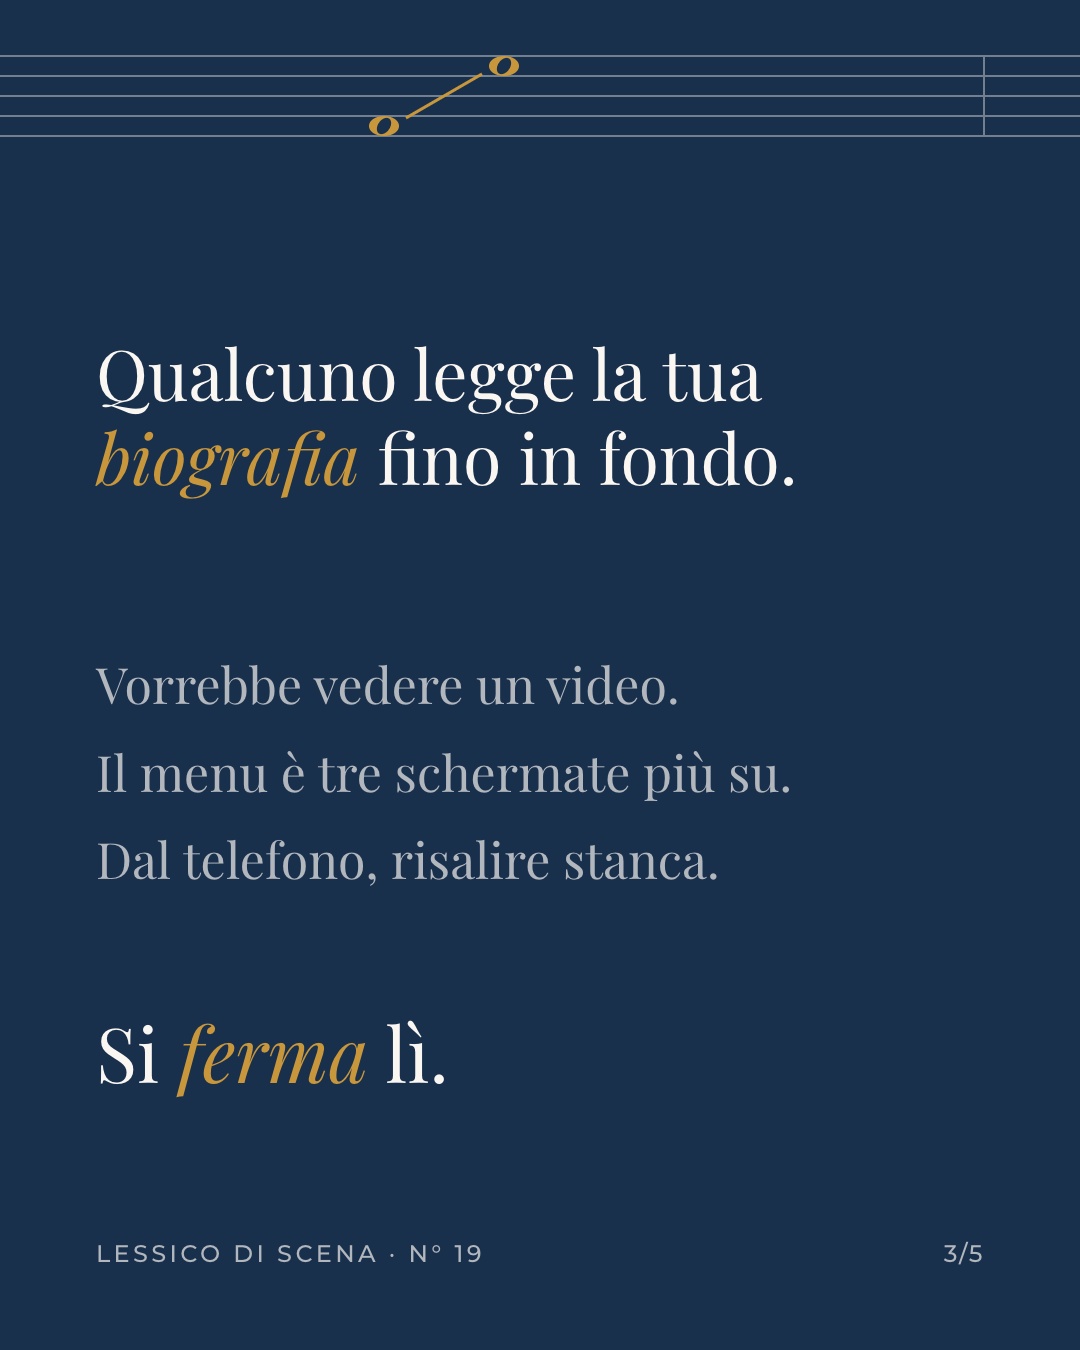 Qualcuno legge la tua
biografia fino in fondo.
Vorrebbe vedere un video.
Il menu è tre schermate più su.
Dal telefono, risalire stanca.
Si ferma lì.
LESSICO DI SCENA · N° 19
3/5